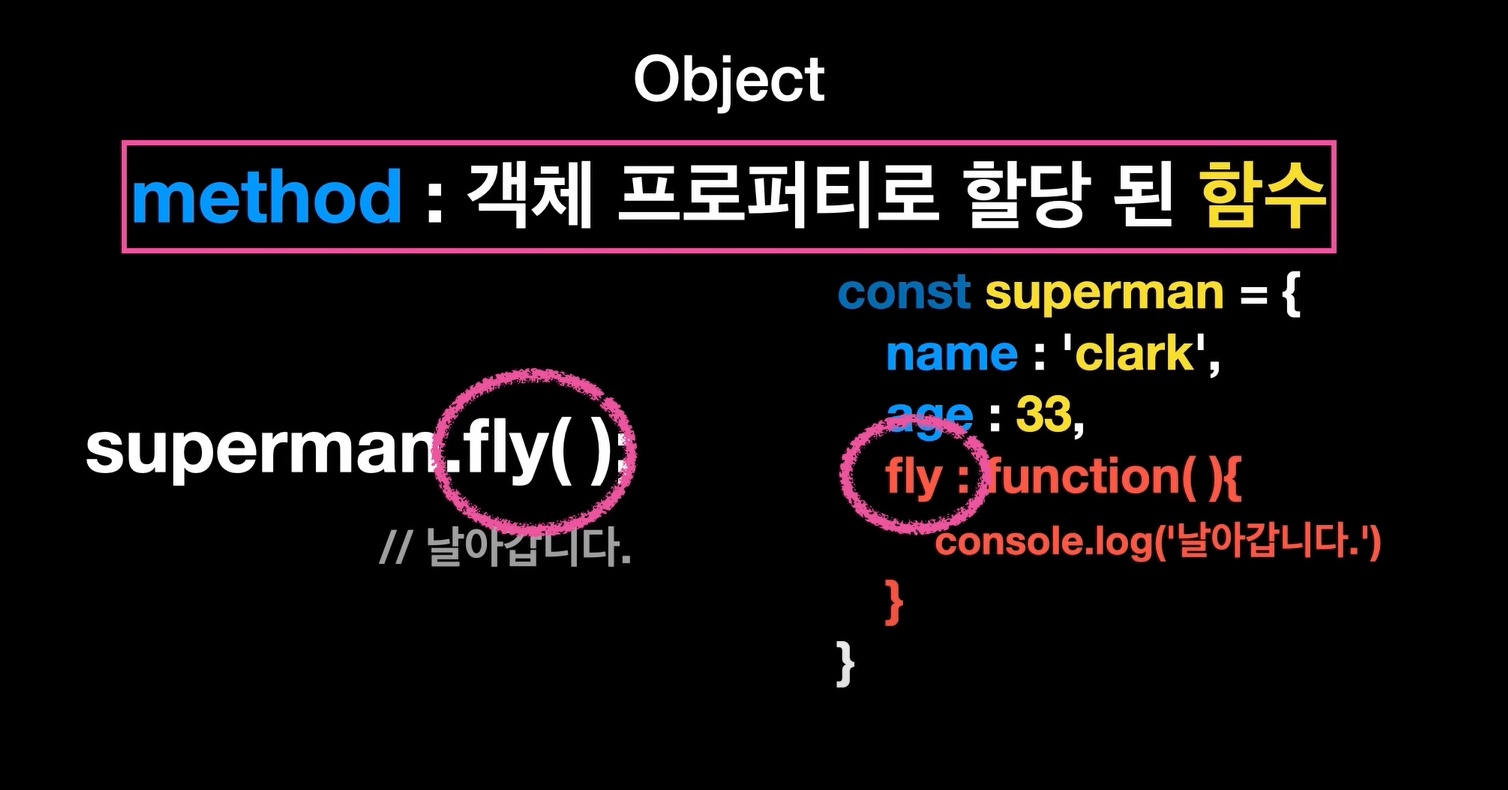 Object
method : 객체 프로퍼티로 할당 된 함수
superman.fly( );
// 날아갑니다.
const superman = {
name : 'clark',
age : 33,
fly : function( ){
console.log('날아갑니다.')
}
}